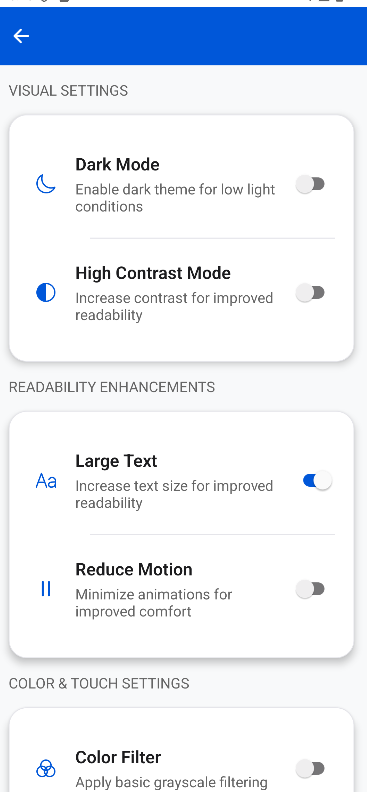 VISUAL SETTINGS
Dark Mode
Enable dark theme for low light
conditions
High Contrast Mode
Increase contrast for improved
readability
READABILITY ENHANCEMENTS
Aa
Large Text
Increase text size for improved
readability
Reduce Motion
Minimize animations for
improved comfort
COLOR & TOUCH SETTINGS
Color Filter
Apply basic grayscale filtering